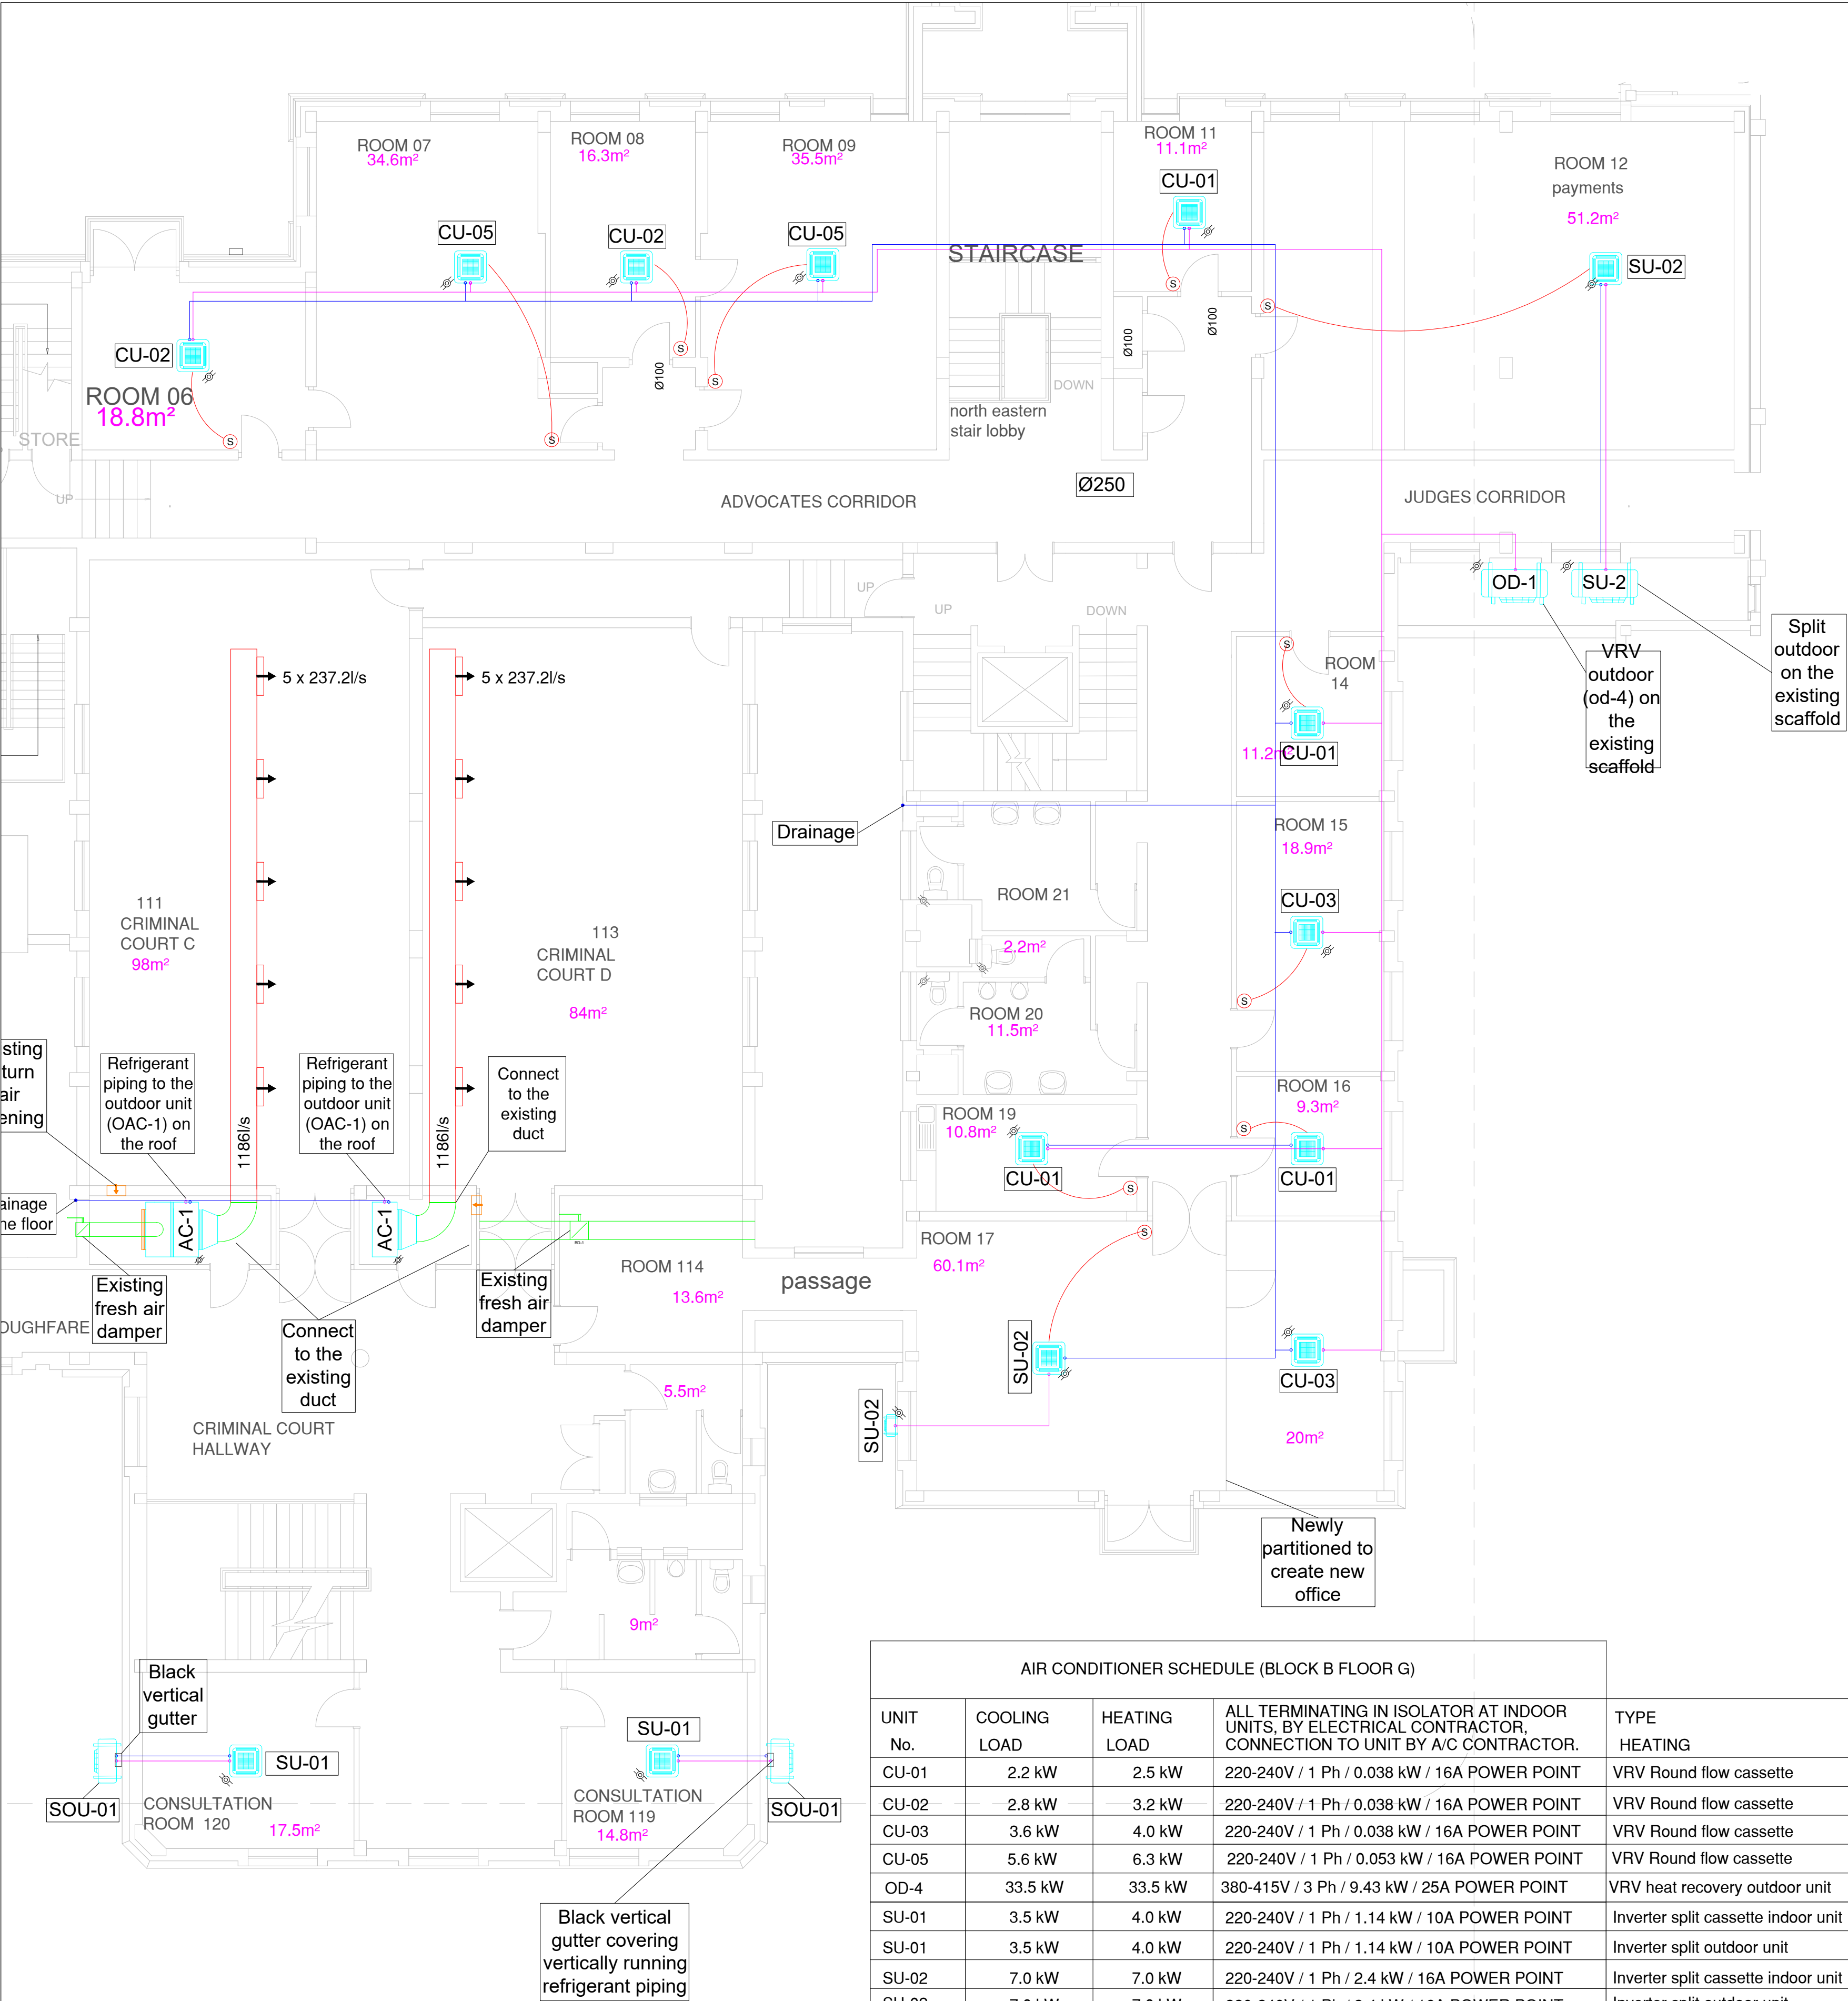 ROOM 07
34.6m²
ROOM 08
16.3m²
ROOM 09
35.5m²
ROOM 11
11.1m²
CU-01
ROOM 12
payments
51.2m²
CU-05
CU-02
CU-05
STAIRCASE
SU-02
CU-02
ROOM 06
18.8m²
S
S
S
S
S
S
Ø100
Ø100
Ø100
DOWN
north eastern
stair lobby
STORE
UP
Ø250
ADVOCATES CORRIDOR
JUDGES CORRIDOR
UP
UP
DOWN
OD-1
SU-2
Split
outdoor
on the
existing
scaffold
VRV
outdoor
(od-4) on
the
existing
scaffold
S
ROOM
14
11.2m²
CU-01
5 x 237.2l/s
5 x 237.2l/s
Drainage
ROOM 15
18.9m²
CU-03
S
ROOM 21
2.2m²
111
CRIMINAL
COURT C
98m²
113
CRIMINAL
COURT D
84m²
ROOM 20
11.5m²
sting
turn
air
ening
Refrigerant
piping to the
outdoor unit
(OAC-1) on
the roof
Refrigerant
piping to the
outdoor unit
(OAC-1) on
the roof
Connect
to the
existing
duct
1186l/s
1186l/s
ROOM 16
9.3m²
S
CU-01
ROOM 19
10.8m²
CU-01
S
ainage
ne floor
AC-1
AC-1
BD-1
S
ROOM 17
60.1m²
ROOM 114
13.6m²
passage
Existing
fresh air
damper
Existing
fresh air
damper
OUGHFARE
Connect
to the
existing
duct
SU-02
CU-03
20m²
SU-02
5.5m²
CRIMINAL COURT
HALLWAY
Newly
partitioned to
create new
office
9m²
Black
vertical
gutter
SU-01
SU-01
SOU-01
SOU-01
CONSULTATION
ROOM 120
17.5m²
CONSULTATION
ROOM 119
14.8m²
Black vertical
gutter covering
vertically running
refrigerant piping
AIR CONDITIONER SCHEDULE (BLOCK B FLOOR G)
UNIT No. COOLING LOAD HEATING LOAD ALL TERMINATING IN ISOLATOR AT INDOOR
UNITS, BY ELECTRICAL CONTRACTOR,
CONNECTION TO UNIT BY A/C CONTRACTOR. TYPE HEATING
CU-01 2.2 kW 2.5 kW 220-240V / 1 Ph / 0.038 kW / 16A POWER POINT VRV Round flow cassette
CU-02 2.8 kW 3.2 kW 220-240V / 1 Ph / 0.038 kW / 16A POWER POINT VRV Round flow cassette
CU-03 3.6 kW 4.0 kW 220-240V / 1 Ph / 0.038 kW / 16A POWER POINT VRV Round flow cassette
CU-05 5.6 kW 6.3 kW 220-240V / 1 Ph / 0.053 kW / 16A POWER POINT VRV Round flow cassette
OD-4 33.5 kW 33.5 kW 380-415V / 3 Ph / 9.43 kW / 25A POWER POINT VRV heat recovery outdoor unit
SU-01 3.5 kW 4.0 kW 220-240V / 1 Ph / 1.14 kW / 10A POWER POINT Inverter split cassette indoor unit
SU-01 3.5 kW 4.0 kW 220-240V / 1 Ph / 1.14 kW / 10A POWER POINT Inverter split outdoor unit
SU-02 7.0 kW 7.0 kW 220-240V / 1 Ph / 2.4 kW / 16A POWER POINT Inverter split cassette indoor unit